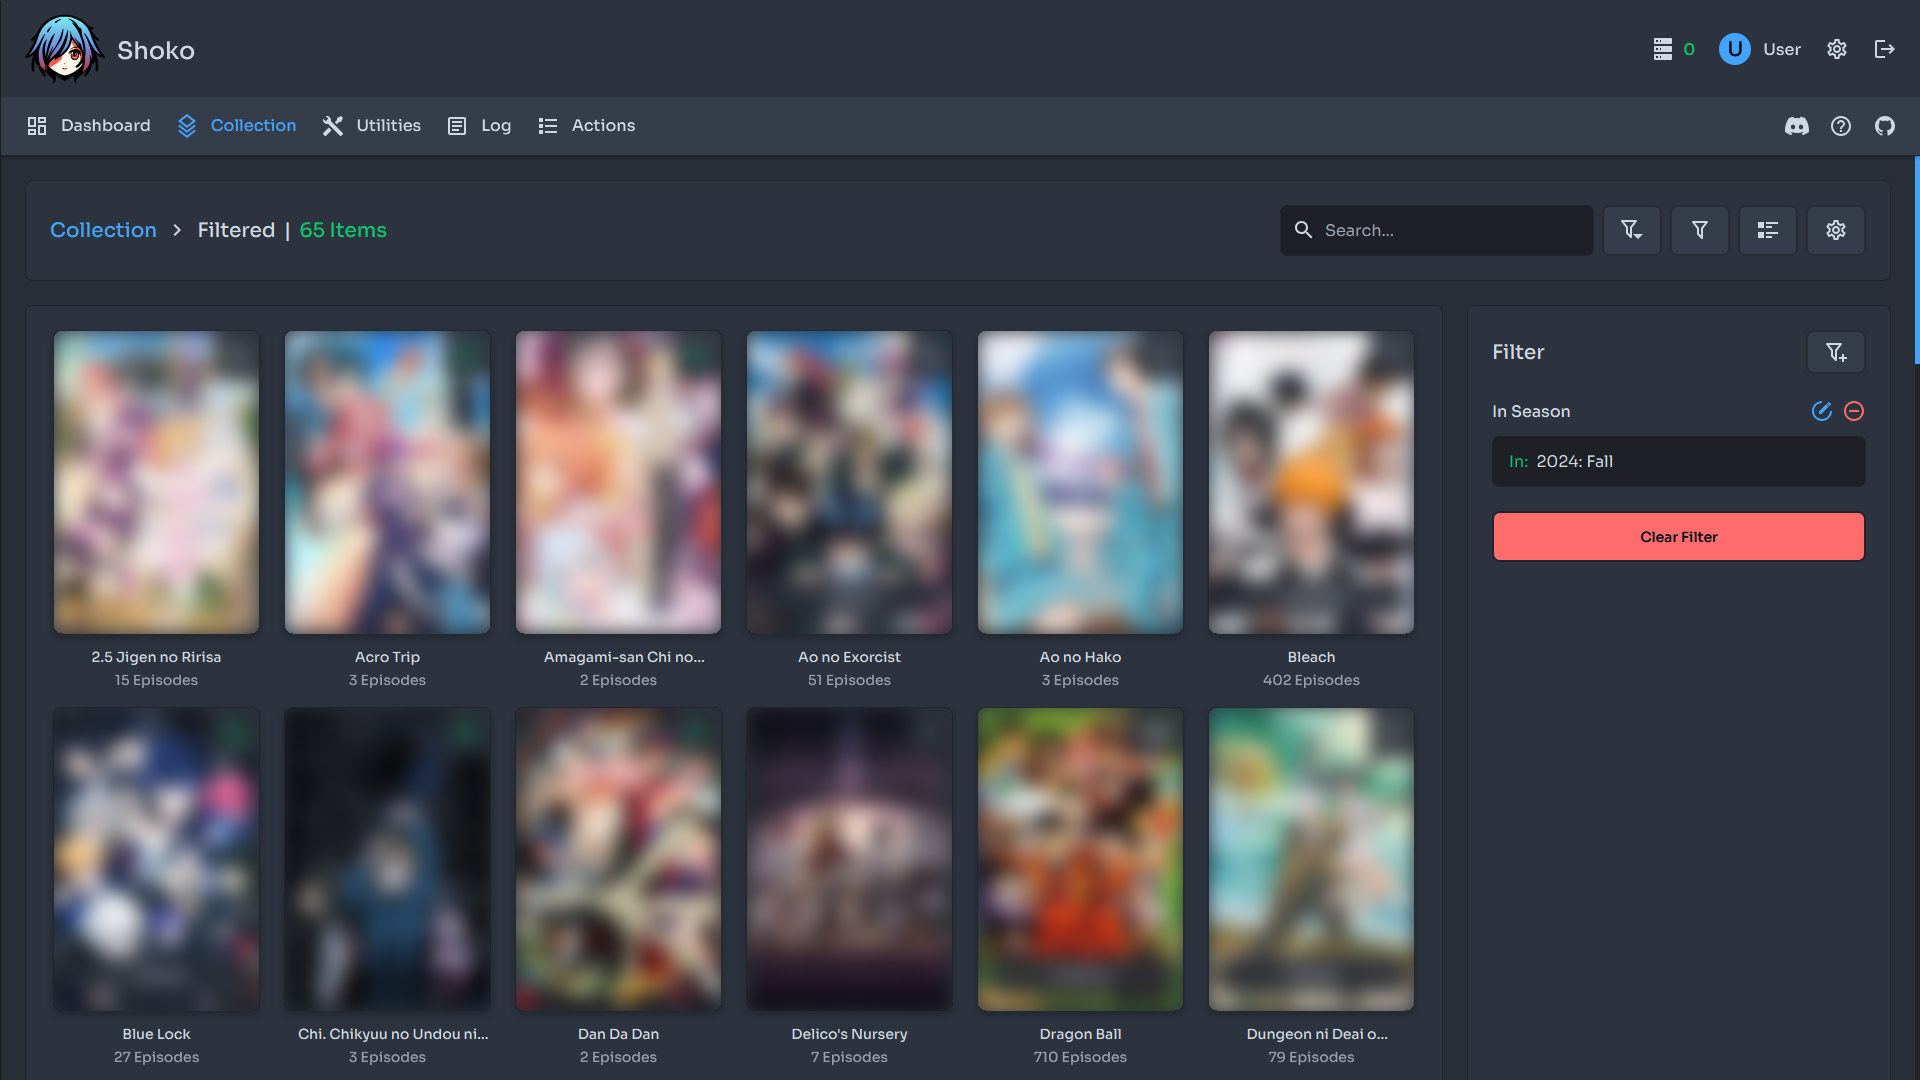 Shoko
0
U
User
Dashboard
Collection
Utilities
Log
Actions
Collection > Filtered | 65 Items
Search...
Filter
In Season
In: 2024: Fall
Clear Filter
2.5 Jigen no Ririsa
15 Episodes
Acro Trip
3 Episodes
Amagami-san Chi no...
2 Episodes
Ao no Exorcist
51 Episodes
Ao no Hako
3 Episodes
Bleach
402 Episodes
Blue Lock
27 Episodes
Chi. Chikyuu no Undou ni...
3 Episodes
Dan Da Dan
2 Episodes
Delico's Nursery
7 Episodes
Dragon Ball
710 Episodes
Dungeon ni Deai o...
79 Episodes